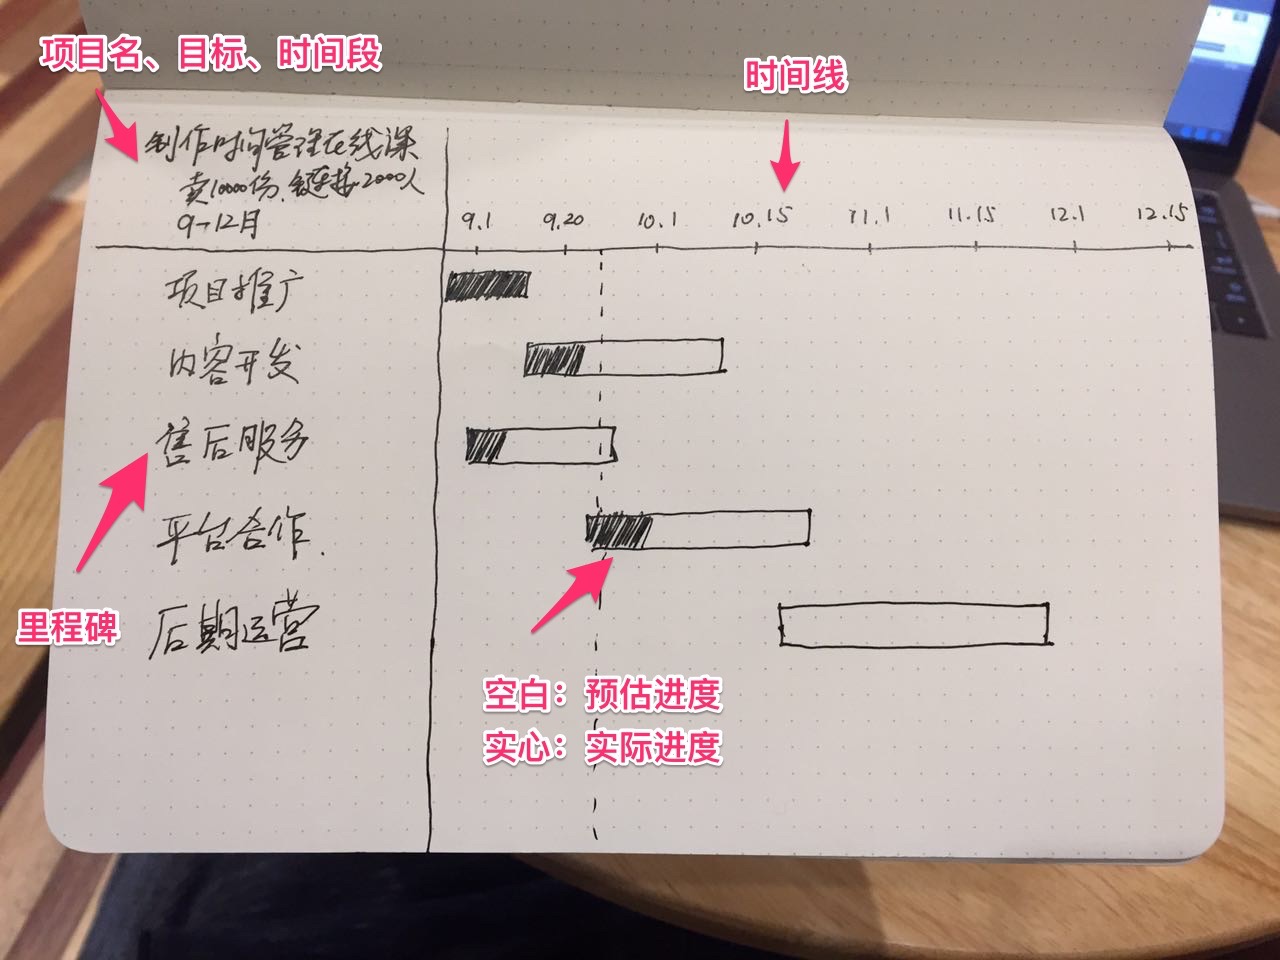 项目名、目标、时间段
时间线
制作时间管理在线课
卖10000份、链接2000人
9-12月
9.1 9.20 10.1 10.15 11.1 11.15 12.1 12.15
项目推广
内容开发
售后服务
平台合作.
后期运营
里程碑
空白：预估进度
实心：实际进度